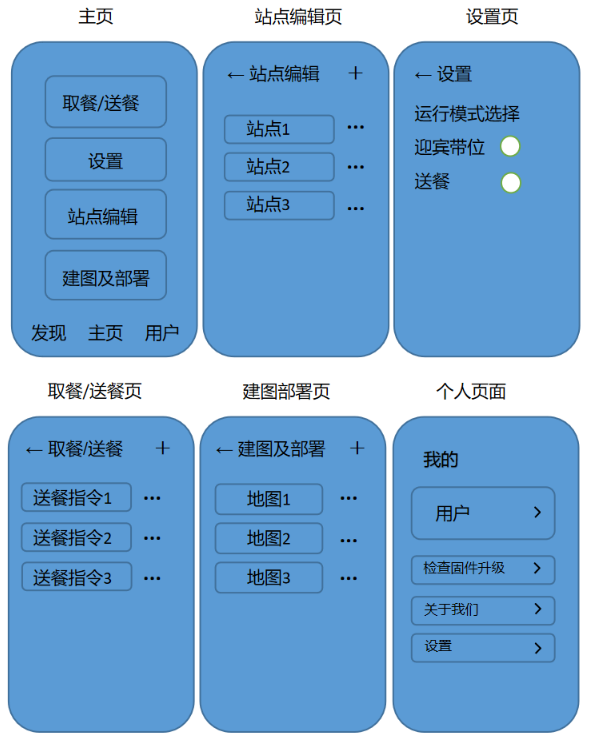 主页
取餐/送餐
设置
站点编辑
建图及部署
发现 主页 用户
站点编辑页
← 站点编辑 +
站点1 ...
站点2 ...
站点3 ...
设置页
← 设置
运行模式选择
迎宾带位
送餐
取餐/送餐页
← 取餐/送餐 +
送餐指令1 ...
送餐指令2 ...
送餐指令3 ...
建图部署页
← 建图及部署 +
地图1 ...
地图2 ...
地图3 ...
个人页面
我的
用户 >
检查固件升级 >
关于我们 >
设置 >